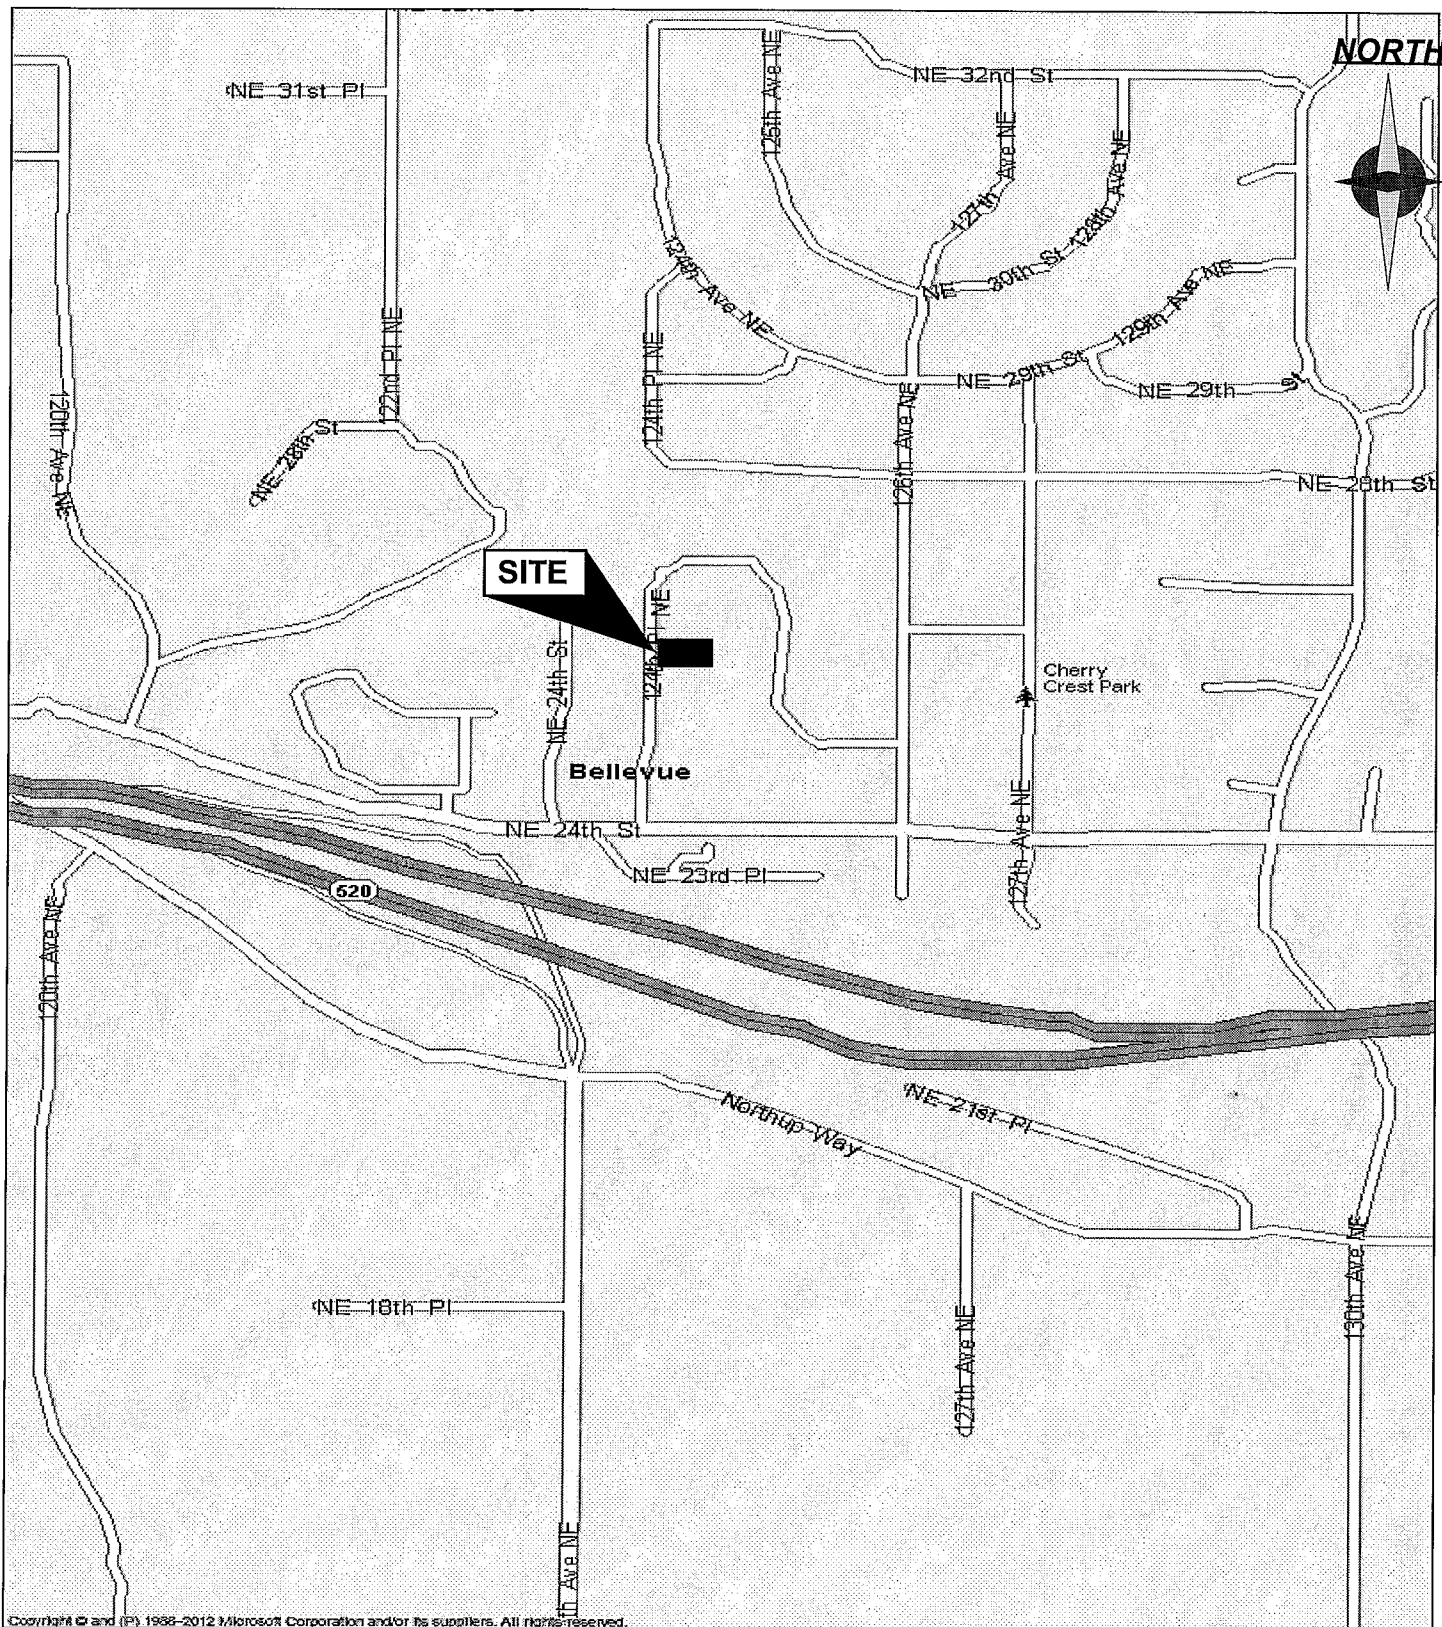 NORTH
NE 32nd St
NE 31st Pl
125th Ave NE
127th Ave NE
128th Ave NE
124th Ave NE
NE 30th St
129th Ave NE
122nd Pl NE
124th Pl NE
NE 29th St
NE 29th St
120th Ave NE
NE 28th St
126th Ave NE
NE 28th St
SITE
124th Pl NE
NE 24th St
Cherry
Crest Park
Bellevue
NE 24th St
127th Ave NE
NE 23rd Pl
520
120th Ave NE
NE 21st Pl
Northup Way
130th Ave NE
NE 18th Pl
127th Ave NE
th Ave NE
Copyright © and (P) 1988–2012 Microsoft Corporation and/or its suppliers. All rights reserved.